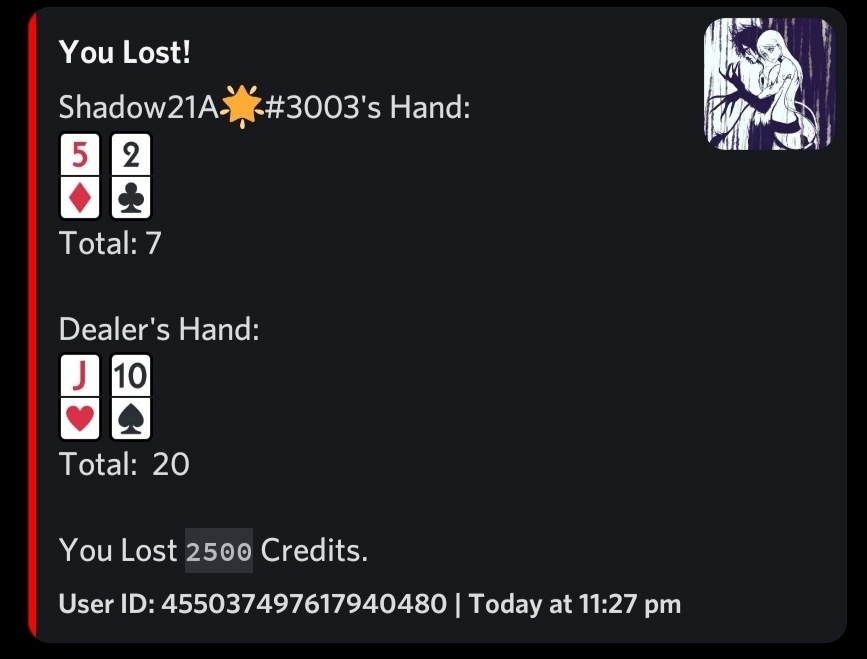 You Lost!
Shadow21A🌟#3003's Hand:
5 2
♦ ♣
Total: 7
Dealer's Hand:
J 10
♥ ♠
Total: 20
You Lost 2500 Credits.
User ID: 455037497617940480 | Today at 11:27 pm